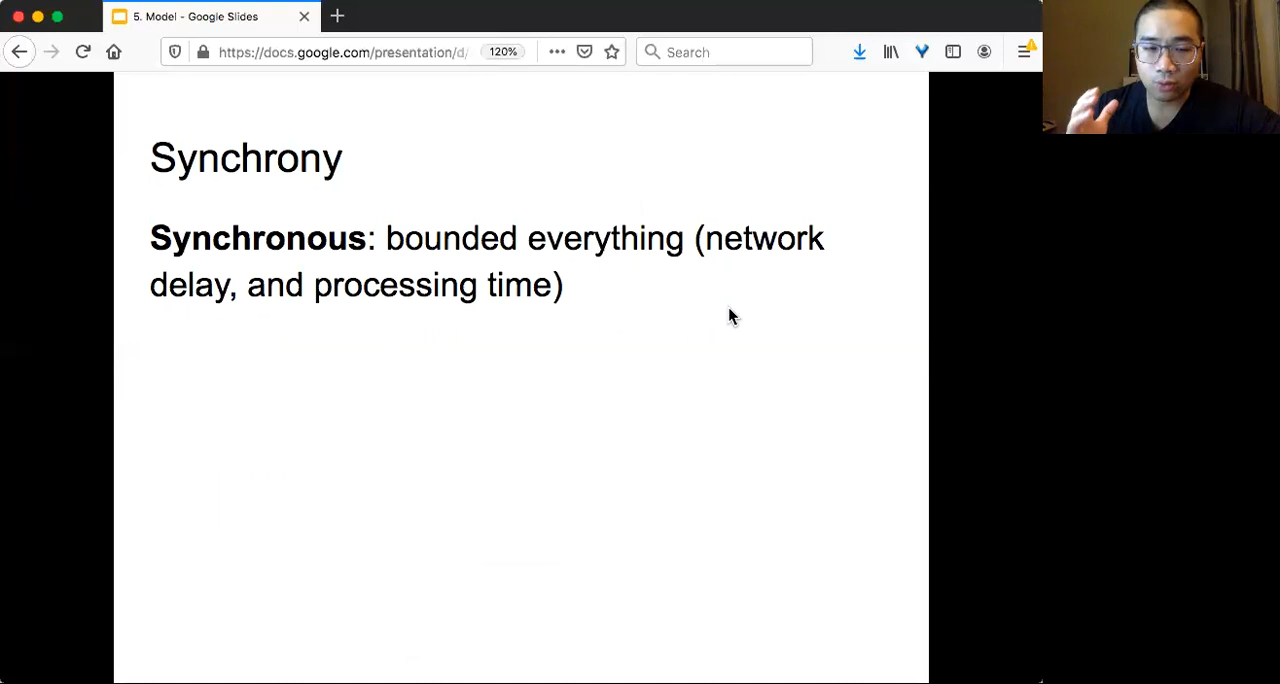 5. Model - Google Slides
https://docs.google.com/presentation/d/
120%
Search
Synchrony
Synchronous: bounded everything (network
delay, and processing time)